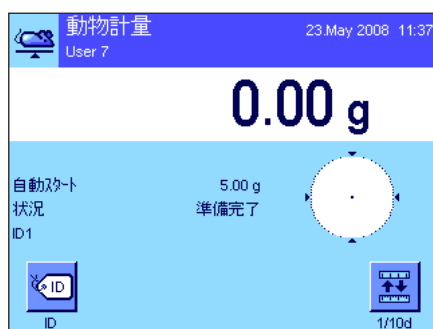 動物計量 23.May 2008 11:37
User 7
0.00 g
自動スタート 5.00 g
状況 準備完了
ID1
ID
ID 1/10d